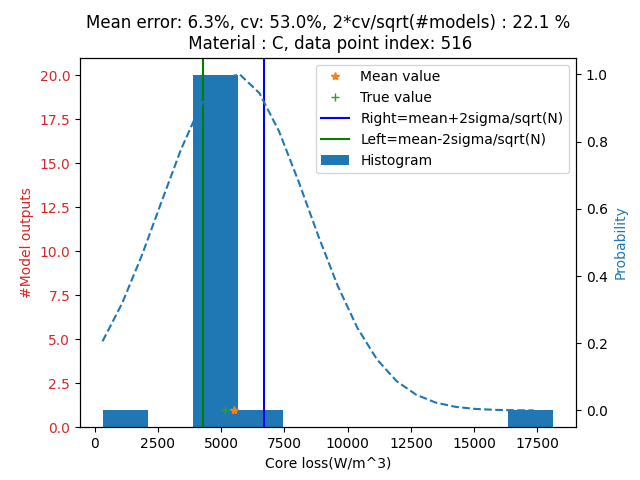 Mean error: 6.3%, cv: 53.0%, 2*cv/sqrt(#models) : 22.1 %
Material : C, data point index: 516
Mean value
True value
Right=mean+2sigma/sqrt(N)
Left=mean-2sigma/sqrt(N)
Histogram
#Model outputs
20.0
17.5
15.0
12.5
10.0
7.5
5.0
2.5
0.0
1.0
0.8
0.6
0.4
0.2
0.0
Probability
0 2500 5000 7500 10000 12500 15000 17500
Core loss(W/m^3)